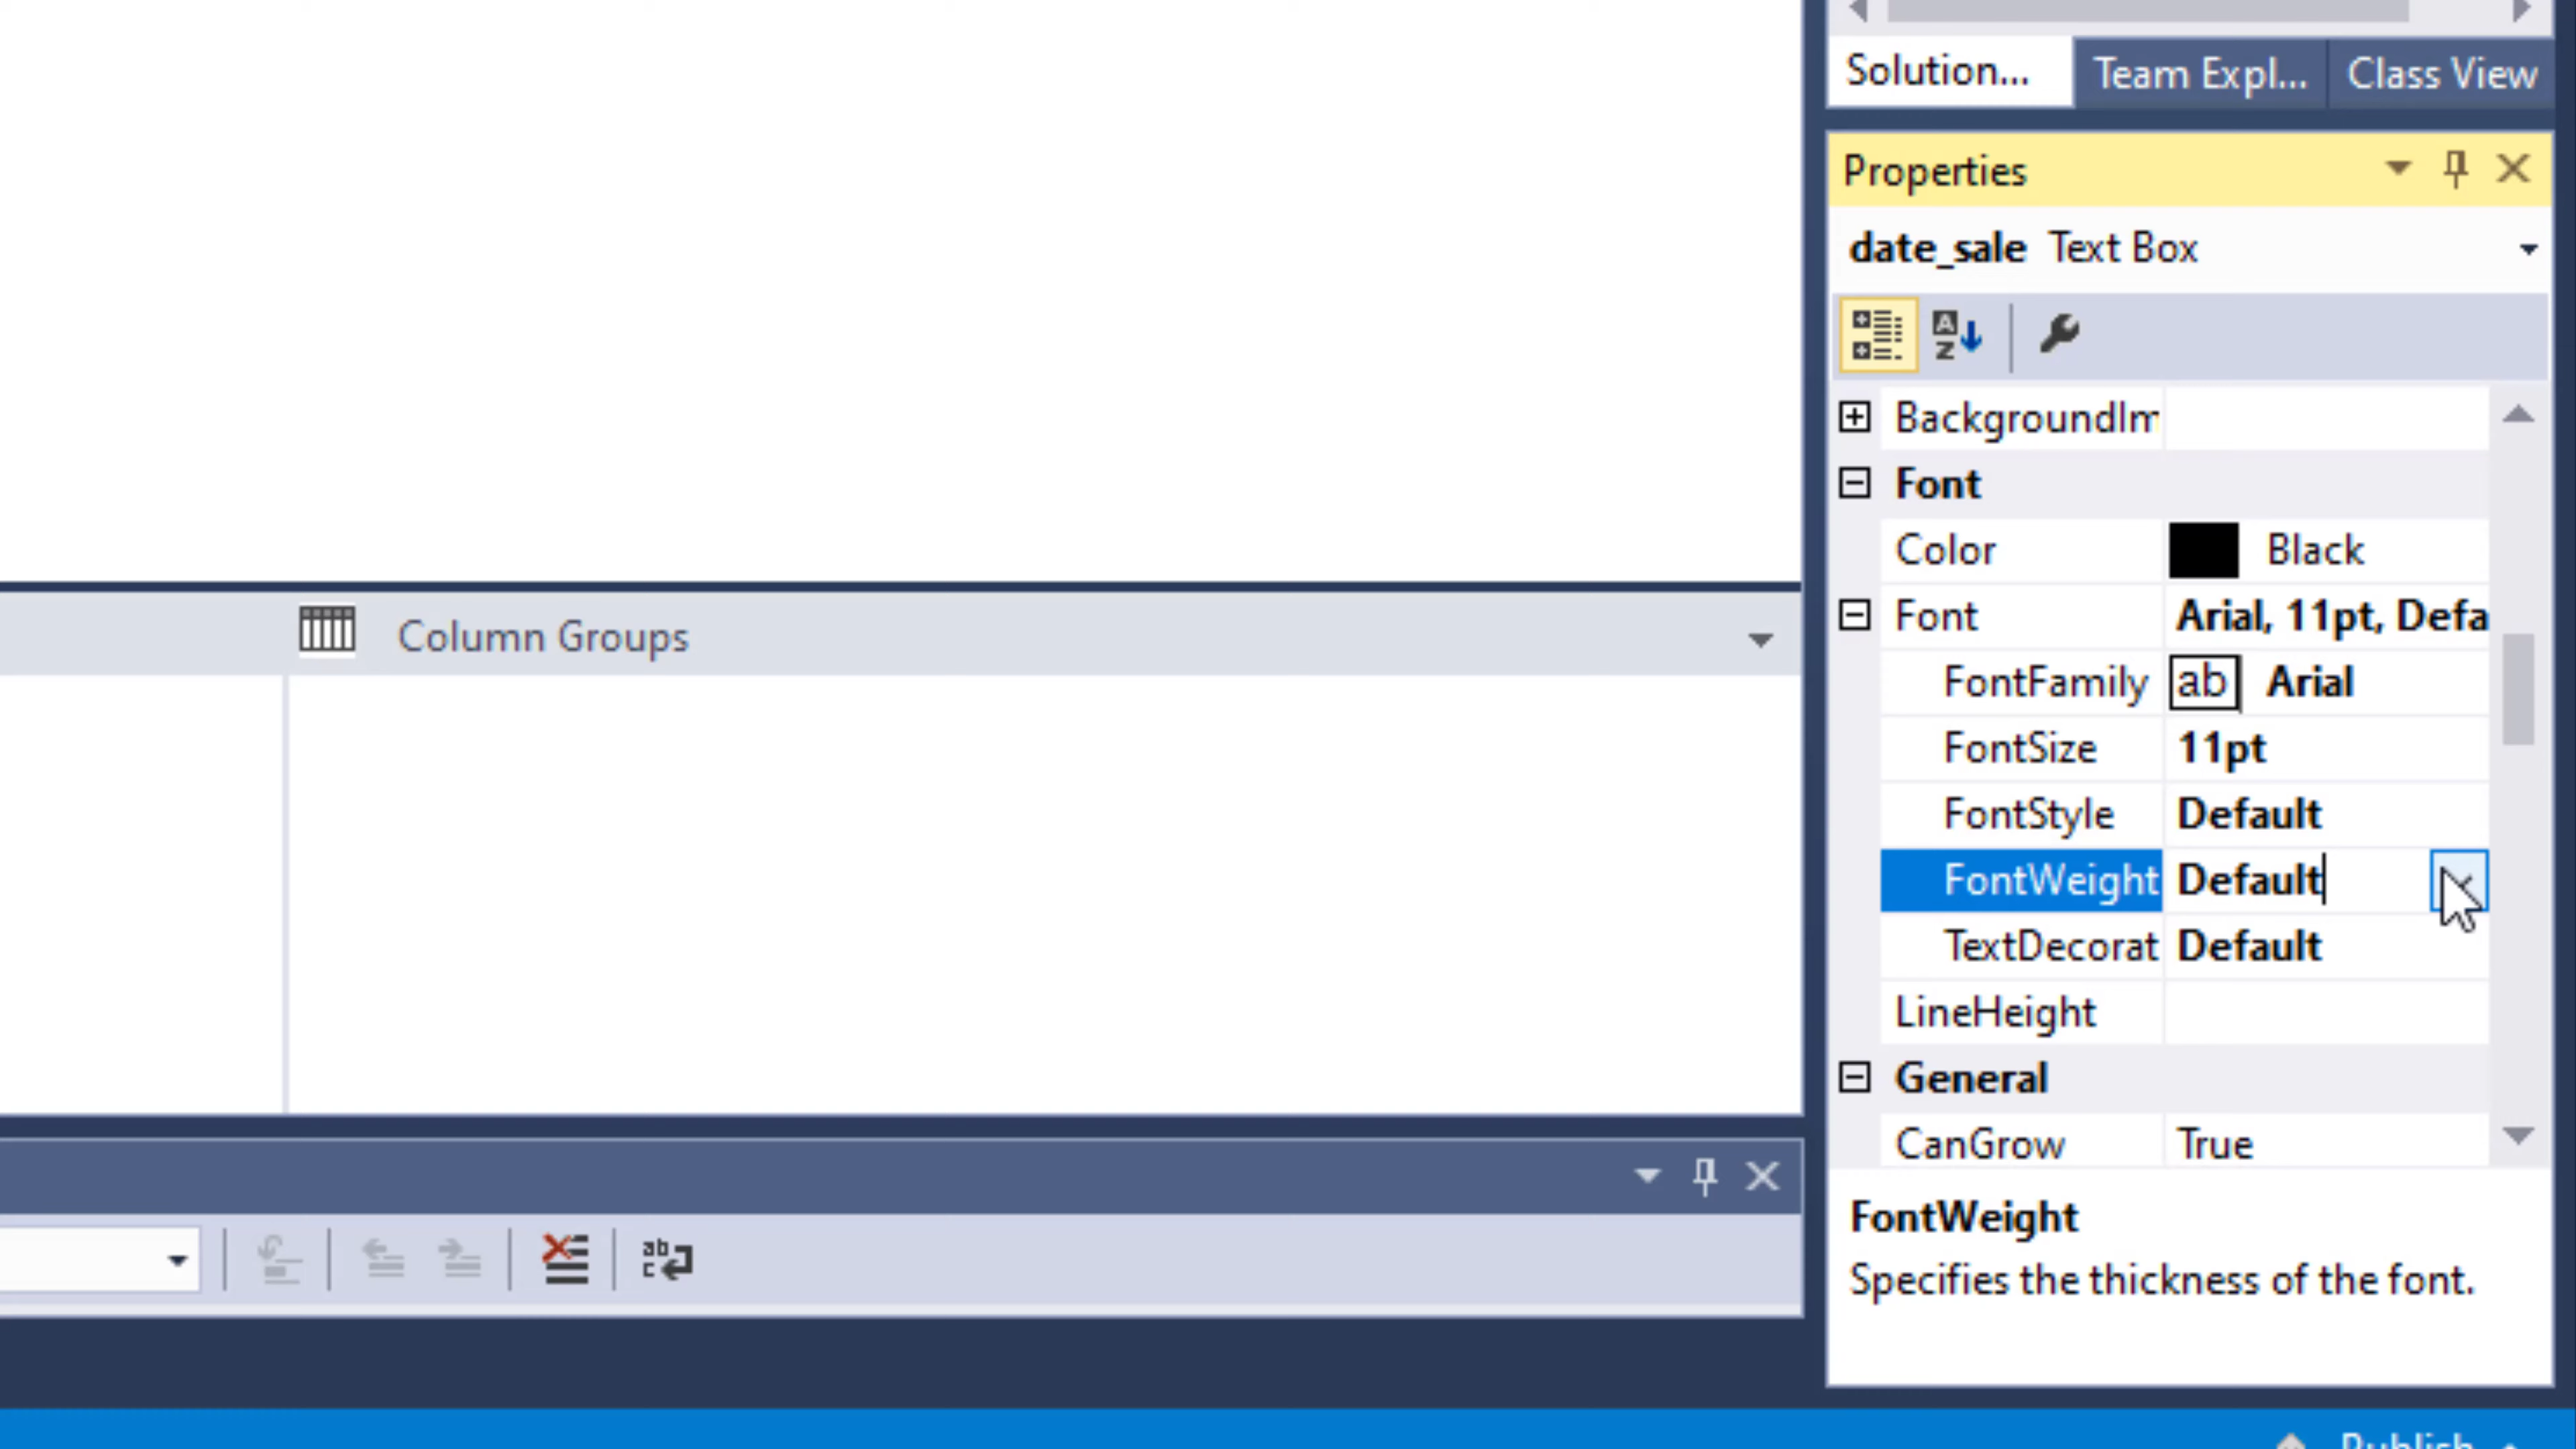 Solution... Team Expl... Class View
Properties
date_sale Text Box
BackgroundIm
Font
Color Black
Font Arial, 11pt, Defa
FontFamily ab Arial
FontSize 11pt
FontStyle Default
FontWeight Default
TextDecorat Default
LineHeight
General
CanGrow True
FontWeight
Specifies the thickness of the font.
Column Groups
Publish